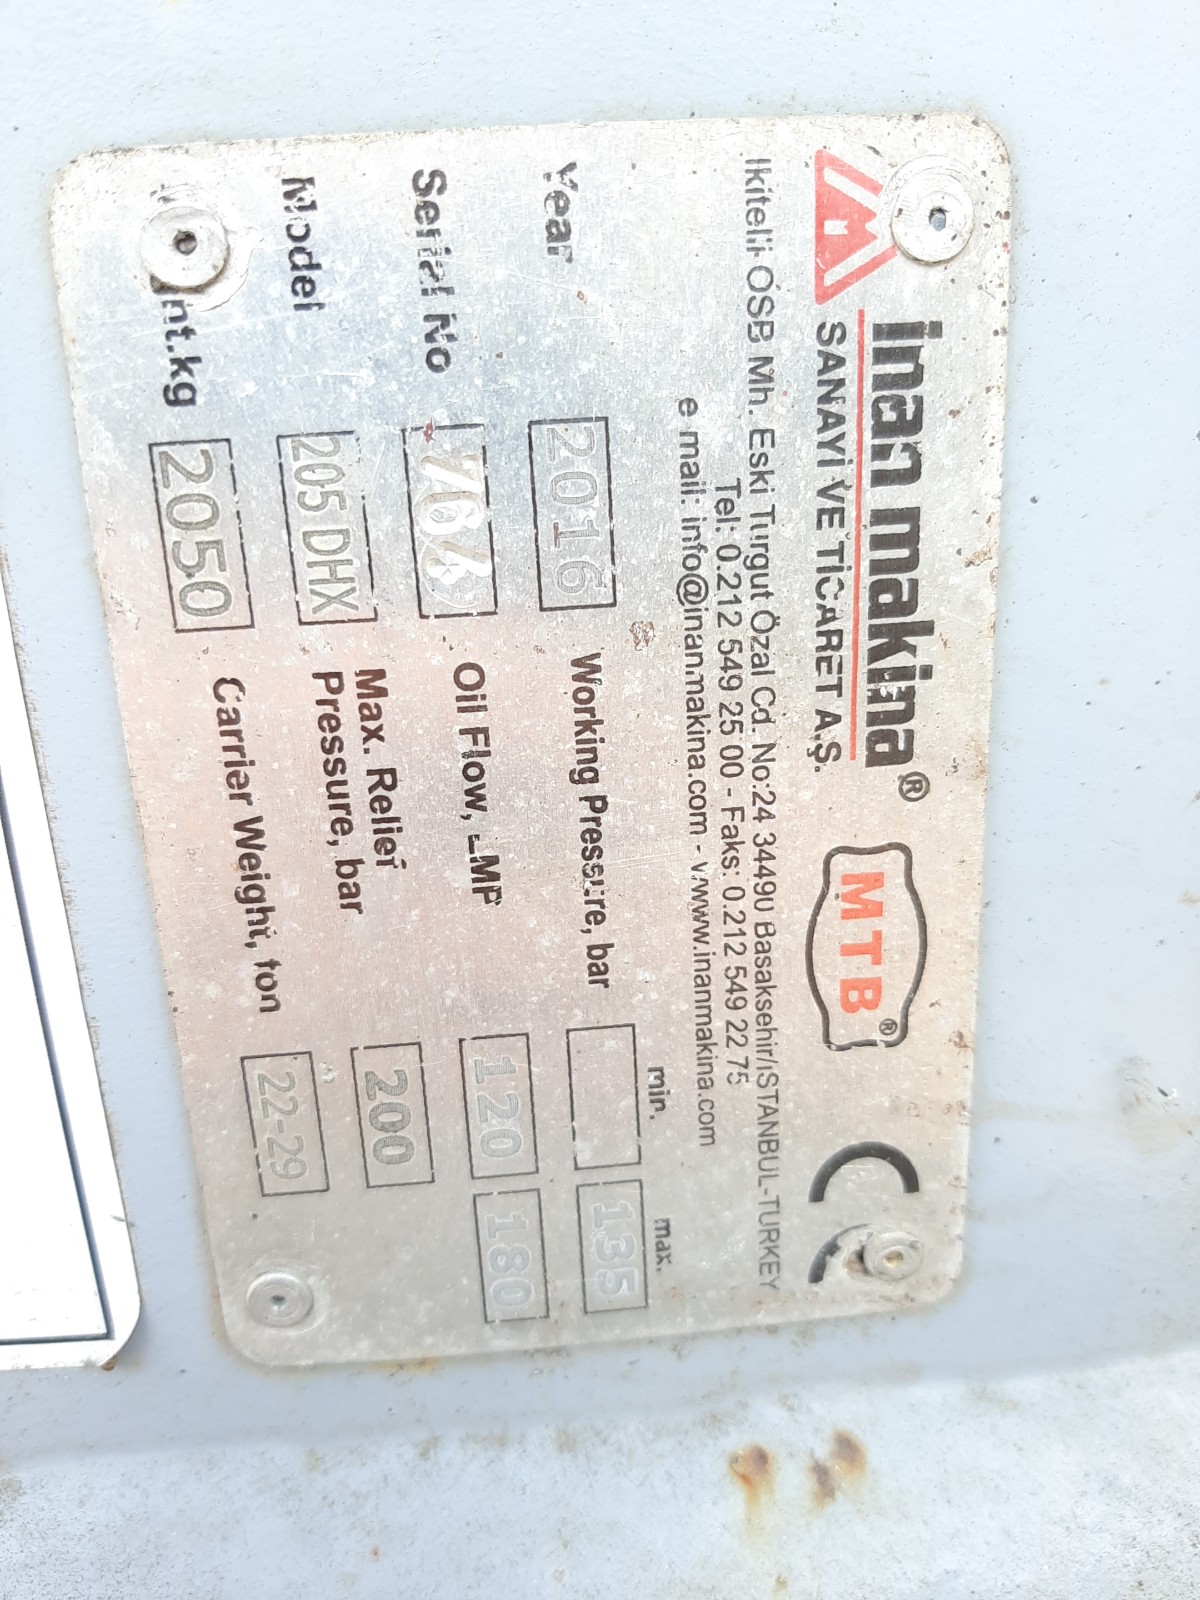 inan makina®
SANAYİ VE TİCARET A.Ş.
MTB®
CE
Ikitelli OSB Mh. Eski Turgut Özal Cd. No:24 34490 Basaksehir/iSTANBUL-TURKEY
Tel: 0.212 549 25 00 - Faks: 0.212 549 22 75
e-mail: info@inanmakina.com - www.inanmakina.com
min. max.
Year 2016 Working Pressure, bar 135
Serial No Oil Flow, 120 180
Model 205 DHX Max. Relief
Pressure, bar 200
kg 2050 Carrier Weight, ton 22-29